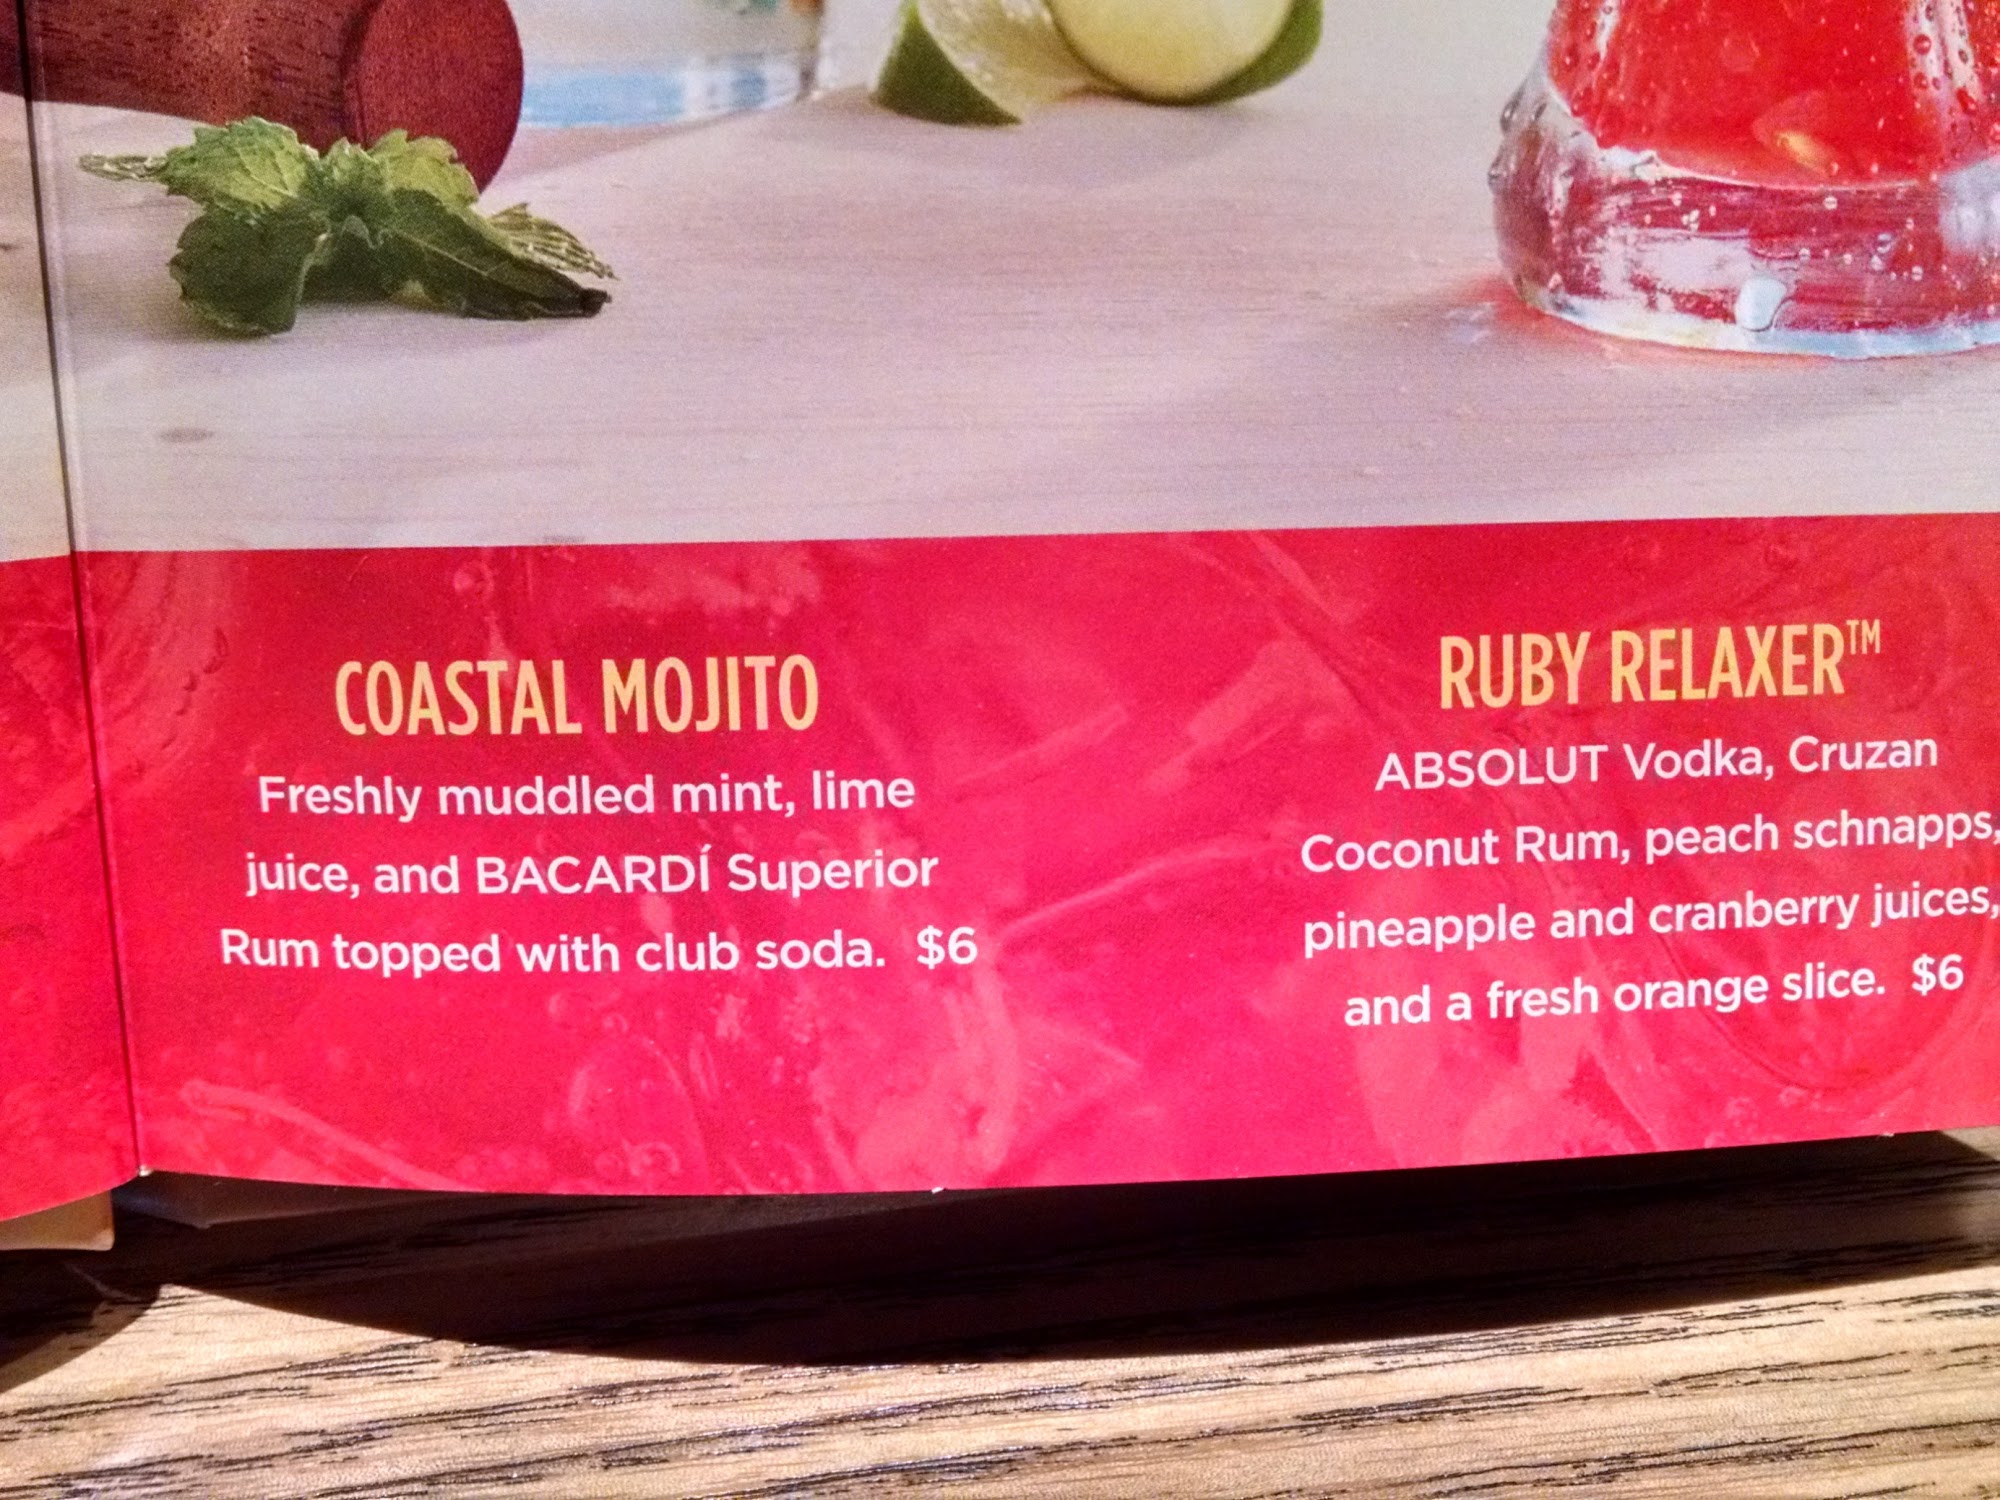 COASTAL MOJITO
Freshly muddled mint, lime
juice, and BACARDÍ Superior
Rum topped with club soda. $6
RUBY RELAXER™
ABSOLUT Vodka, Cruzan
Coconut Rum, peach schnapps,
pineapple and cranberry juices,
and a fresh orange slice. $6